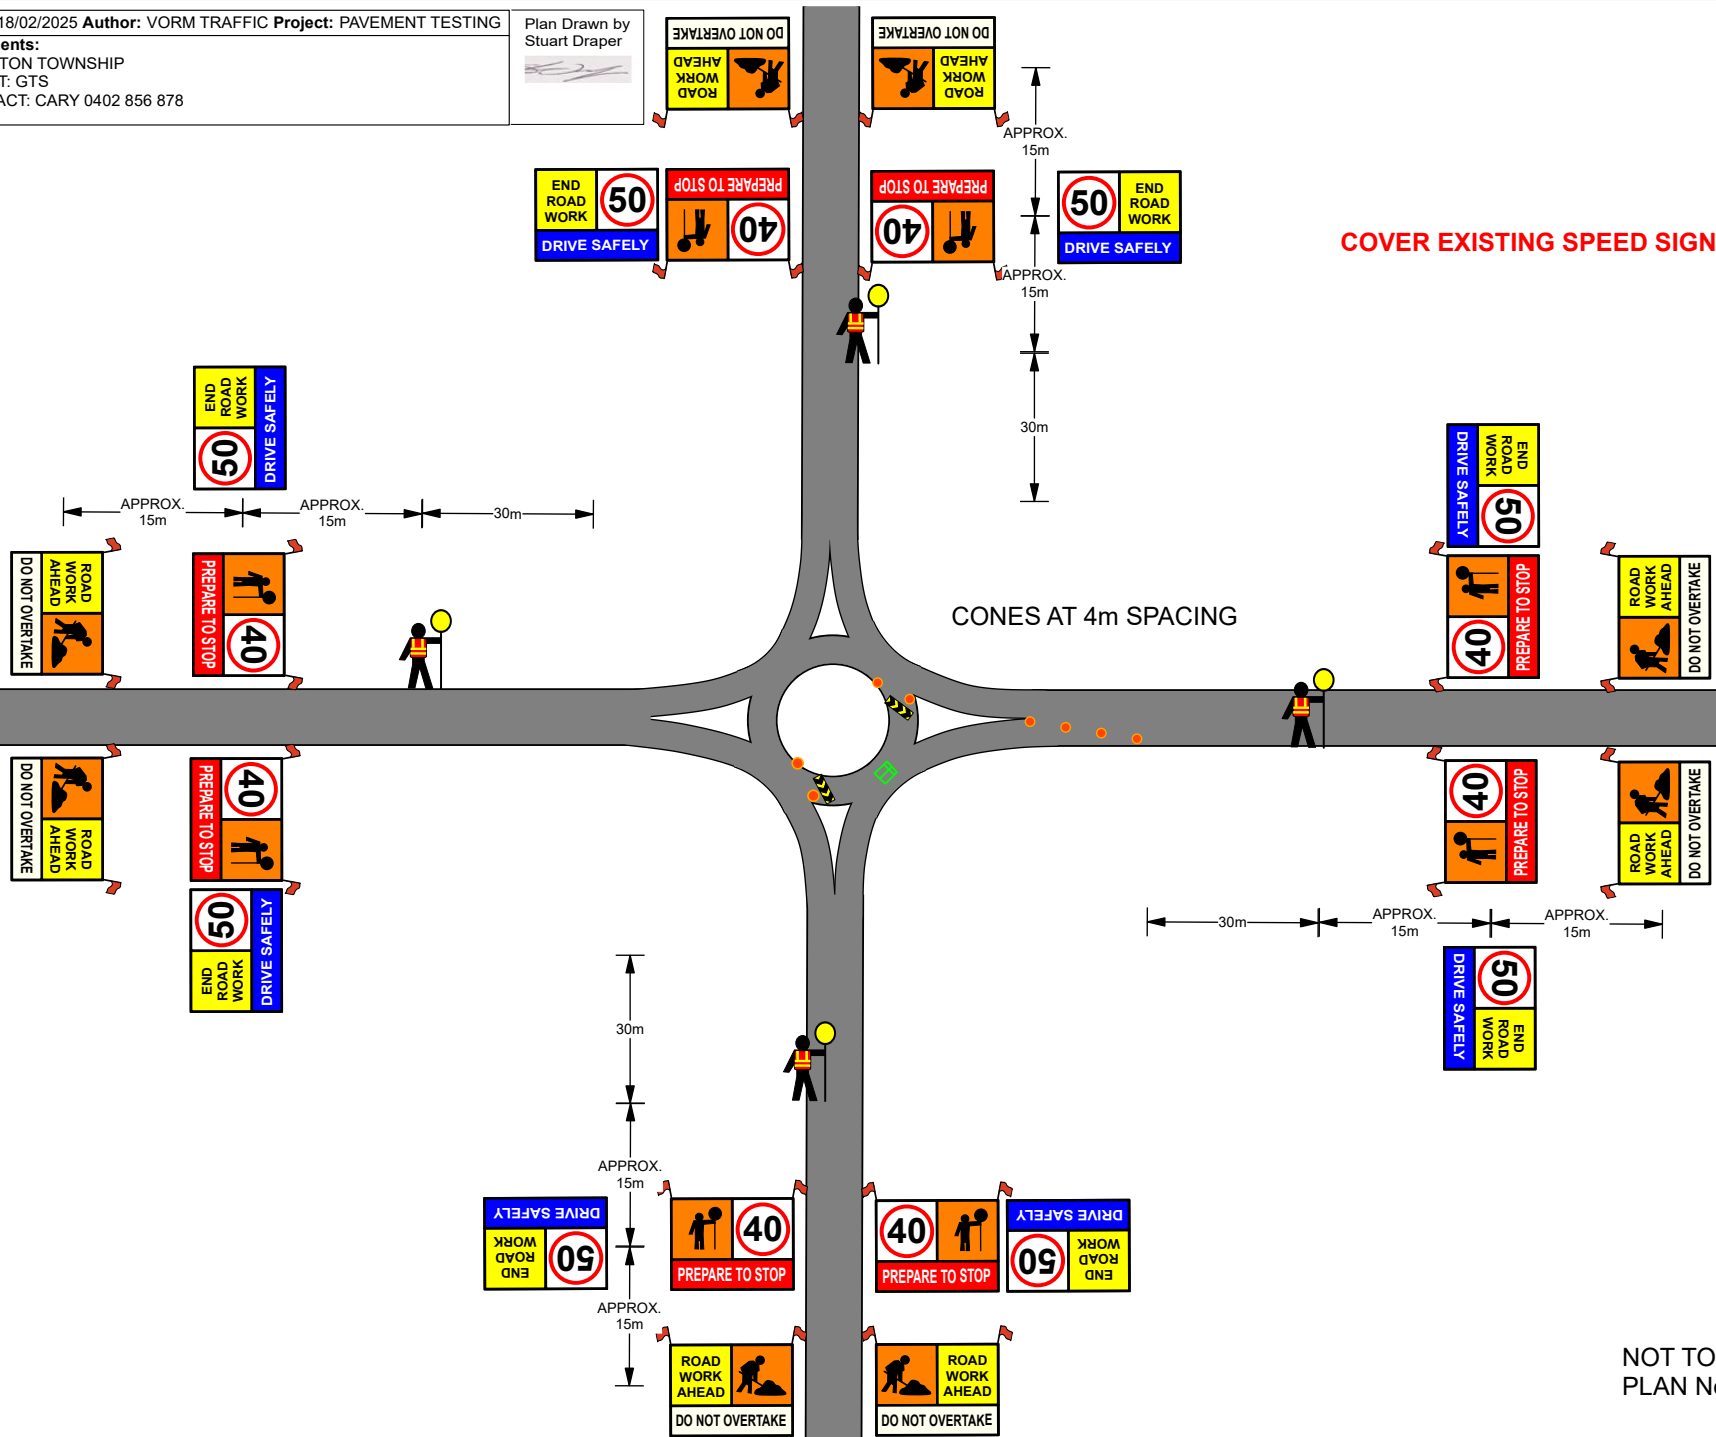 18/02/2025 Author: VORM TRAFFIC Project: PAVEMENT TESTING
ents:
TON TOWNSHIP
T: GTS
ACT: CARY 0402 856 878
Plan Drawn by
Stuart Draper
DO NOT OVERTAKE
ROAD
WORK
AHEAD
DO NOT OVERTAKE
ROAD
WORK
AHEAD
APPROX.
15m
END
ROAD
WORK
50
DRIVE SAFELY
PREPARE TO STOP
40
PREPARE TO STOP
40
50
END
ROAD
WORK
DRIVE SAFELY
COVER EXISTING SPEED SIGN
APPROX.
15m
30m
END
ROAD
WORK
50
DRIVE SAFELY
APPROX.
15m
APPROX.
15m
30m
DO NOT OVERTAKE
ROAD
WORK
AHEAD
PREPARE TO STOP
40
CONES AT 4m SPACING
DRIVE SAFELY
END
ROAD
WORK
50
40
PREPARE TO STOP
ROAD
WORK
AHEAD
DO NOT OVERTAKE
DO NOT OVERTAKE
ROAD
WORK
AHEAD
PREPARE TO STOP
40
50
END
ROAD
WORK
DRIVE SAFELY
40
PREPARE TO STOP
ROAD
WORK
AHEAD
DO NOT OVERTAKE
30m
APPROX.
15m
APPROX.
15m
DRIVE SAFELY
50
END
ROAD
WORK
30m
APPROX.
15m
APPROX.
15m
DRIVE SAFELY
END
ROAD
WORK
50
40
PREPARE TO STOP
40
PREPARE TO STOP
DRIVE SAFELY
50
END
ROAD
WORK
ROAD
WORK
AHEAD
DO NOT OVERTAKE
ROAD
WORK
AHEAD
DO NOT OVERTAKE
NOT TO
PLAN N